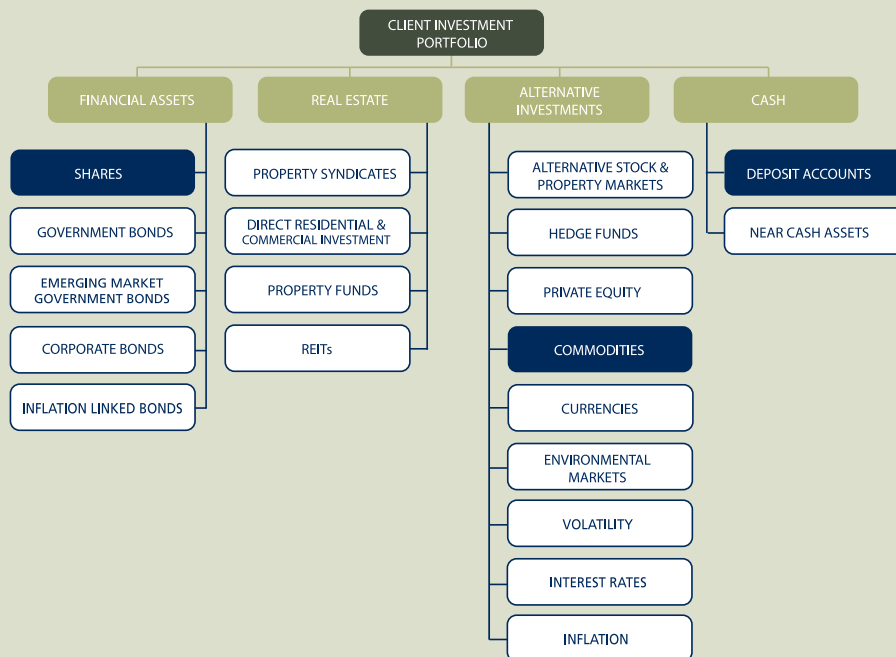 CLIENT INVESTMENT
PORTFOLIO
FINANCIAL ASSETS
REAL ESTATE
ALTERNATIVE
INVESTMENTS
CASH
SHARES
GOVERNMENT BONDS
EMERGING MARKET
GOVERNMENT BONDS
CORPORATE BONDS
INFLATION LINKED BONDS
PROPERTY SYNDICATES
DIRECT RESIDENTIAL &
COMMERCIAL INVESTMENT
PROPERTY FUNDS
REITs
ALTERNATIVE STOCK &
PROPERTY MARKETS
HEDGE FUNDS
PRIVATE EQUITY
COMMODITIES
CURRENCIES
ENVIRONMENTAL
MARKETS
VOLATILITY
INTEREST RATES
INFLATION
DEPOSIT ACCOUNTS
NEAR CASH ASSETS